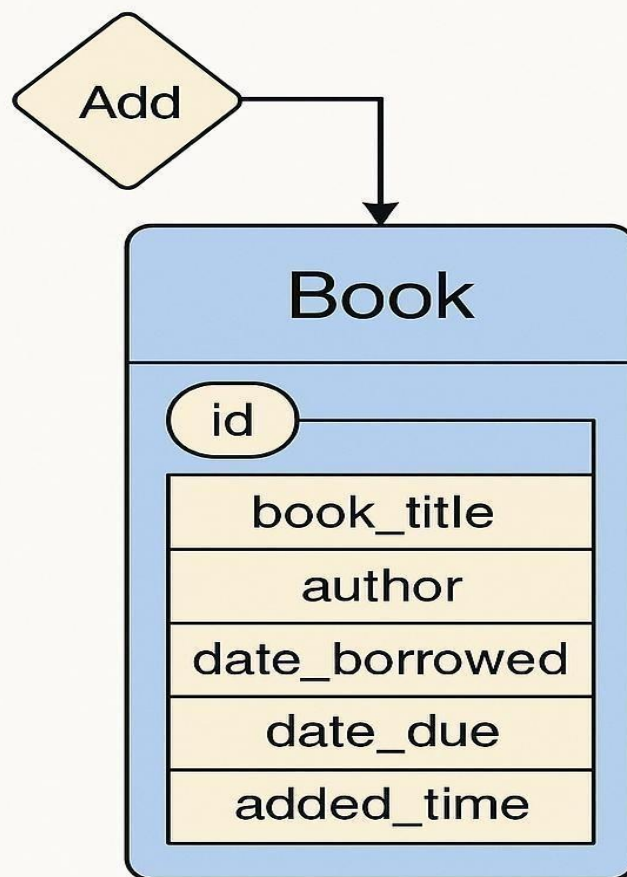 Add
Book
id
book_title
author
date_borrowed
date_due
added_time